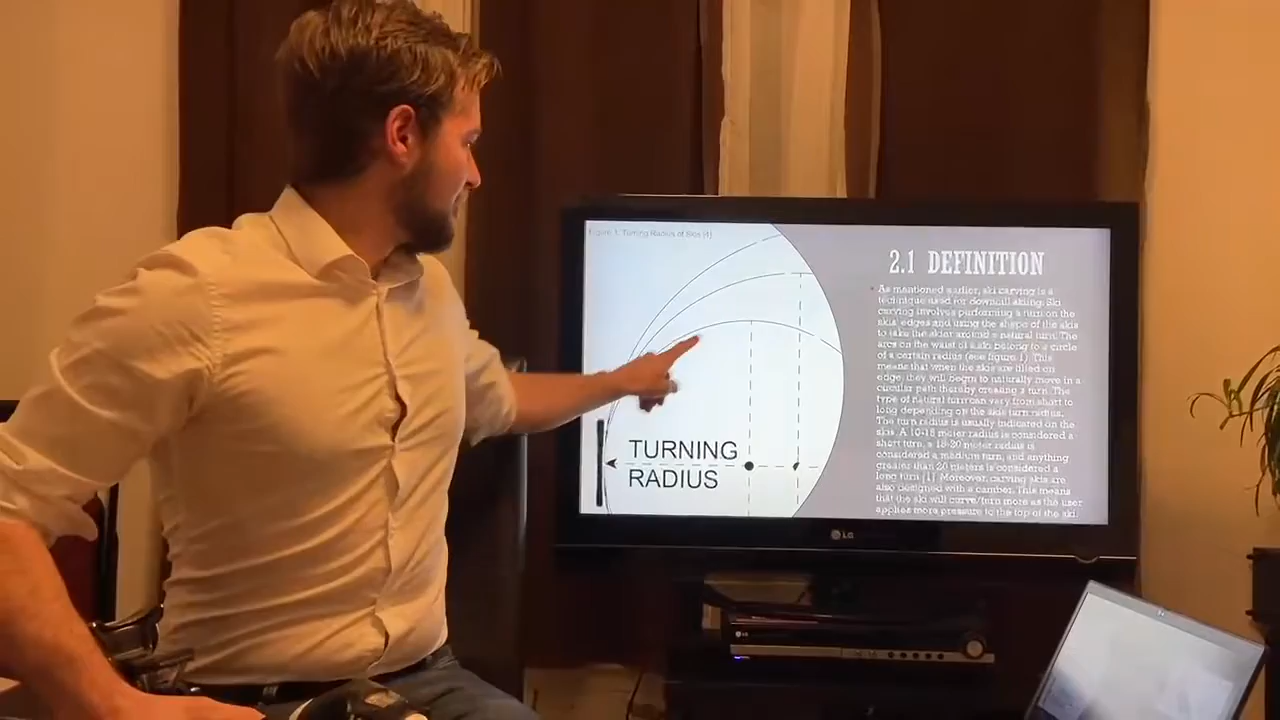 Figure 1. Turning Radius of Skis [1]
2.1 DEFINITION
As mentioned earlier, ski carving is a
technique used for downhill skiing. Ski
carving involves performing a turn on the
skis' edges and using the shape of the skis
to take the skier around a natural turn. The
arcs on the waist of a ski belong to a circle
of a certain radius (see figure 1). This
means that when the skis are tilted on
edge, they will begin to naturally move in a
circular path thereby creating a turn. The
type of natural turn can vary from short to
long depending on the skis turn radius.
The turn radius is usually indicated on the
skis. A 10-15 meter radius is considered a
short turn, a 15-20 meter radius is
considered a medium turn, and anything
greater than 20 meters is considered a
long turn [1]. Moreover, carving skis are
also designed with a camber. This means
that the ski will curve/turn more as the user
applies more pressure to the top of the ski.
TURNING
RADIUS
LG
LG